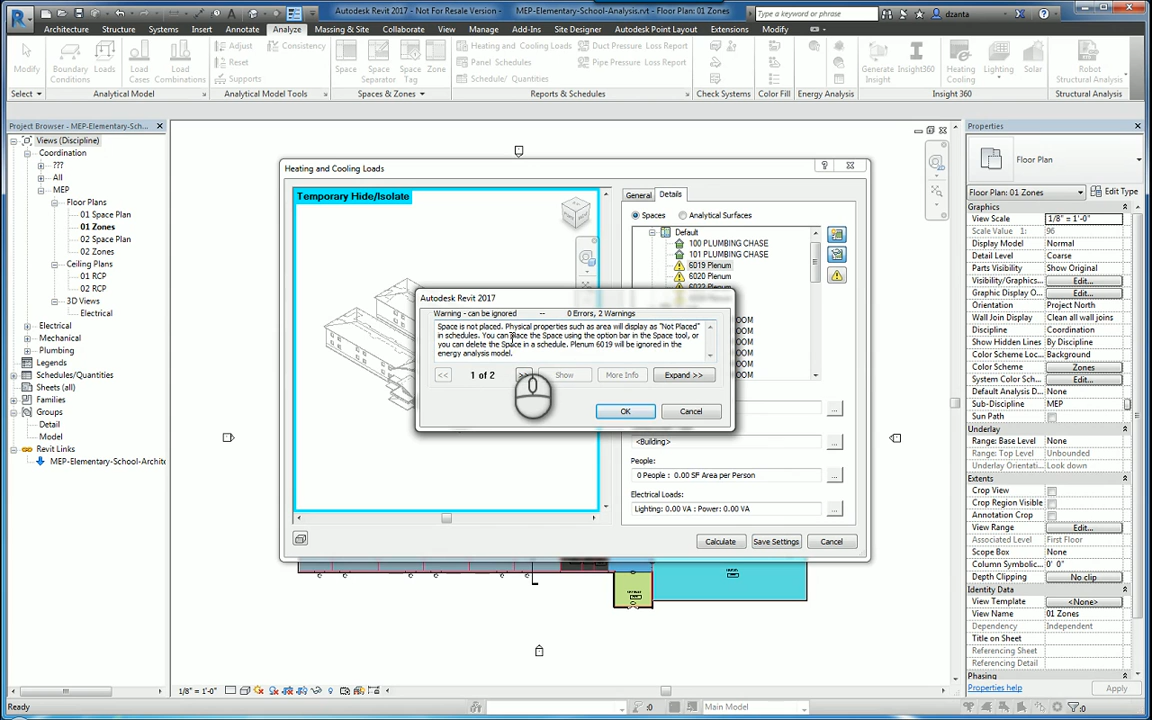 Autodesk Revit 2017 - Not For Resale Version - MEP-Elementary-School-Analysis.rvt - Floor Plan: 01 Zones
Type a keyword or phrase
dzanta
Architecture Structure Systems Insert Annotate Analyze Massing & Site Collaborate View Manage Add-Ins Site Designer Autodesk Point Layout Extensions Modify
Modify
Boundary Conditions
Loads
Load Cases
Load Combinations
Adjust
Reset
Supports
Consistency
Space
Space Separator
Space Tag
Zone
Heating and Cooling Loads
Panel Schedules
Schedule/ Quantities
Duct Pressure Loss Report
Pipe Pressure Loss Report
Generate Insight
Insight360
Heating Cooling
Lighting
Solar
Robot Structural Analysis
Select
Analytical Model
Analytical Model Tools
Spaces & Zones
Reports & Schedules
Check Systems
Color Fill
Energy Analysis
Insight 360
Structural Analysis
Project Browser - MEP-Elementary-Sch...
Views (Discipline)
Coordination
???
All
MEP
Floor Plans
01 Space Plan
01 Zones
02 Space Plan
02 Zones
Ceiling Plans
01 RCP
02 RCP
3D Views
Electrical
Electrical
Mechanical
Plumbing
Legends
Schedules/Quantities
Sheets (all)
Families
Groups
Detail
Model
Revit Links
MEP-Elementary-School-Archite
Heating and Cooling Loads
Temporary Hide/Isolate
General Details
Spaces Analytical Surfaces
Default
100 PLUMBING CHASE
101 PLUMBING CHASE
6019 Plenum
6020 Plenum
6022 Plenum
OOM
OOM
OOM
OOM
OOM
OOM
<Building>
People:
0 People : 0.00 SF Area per Person
Electrical Loads:
Lighting: 0.00 VA : Power: 0.00 VA
Calculate Save Settings Cancel
Autodesk Revit 2017
Warning - can be ignored -- 0 Errors, 2 Warnings
Space is not placed. Physical properties such as area will display as "Not Placed"
in schedules. You can place the Space using the option bar in the Space tool, or
you can delete the Space in a schedule. Plenum 6019 will be ignored in the
energy analysis model.
<< 1 of 2 >> Show More Info Expand >>
OK Cancel
Properties
Floor Plan
Floor Plan: 01 Zones Edit Type
Graphics
View Scale 1/8" = 1'-0"
Scale Value 1: 96
Display Model Normal
Detail Level Coarse
Parts Visibility Show Original
Visibility/Graphics... Edit...
Graphic Display O... Edit...
Orientation Project North
Wall Join Display Clean all wall joins
Discipline Coordination
Color Scheme Loc... Background
Color Scheme Zones
System Color Sche... Edit...
Default Analysis D... None
Sub-Discipline MEP
Sun Path
Underlay
Range: Base Level None
Range: Top Level Unbounded
Underlay Orientati... Look down
Extents
Crop View
Crop Region Visible
Annotation Crop
View Range Edit...
Associated Level First Floor
Scope Box None
Column Symbolic... 0' 0"
Depth Clipping No clip
Identity Data
View Template <None>
View Name 01 Zones
Dependency Independent
Title on Sheet
Referencing Sheet
Referencing Detail
Phasing
Properties help Apply
1/8" = 1'-0"
Ready
:0
Main Model
:0